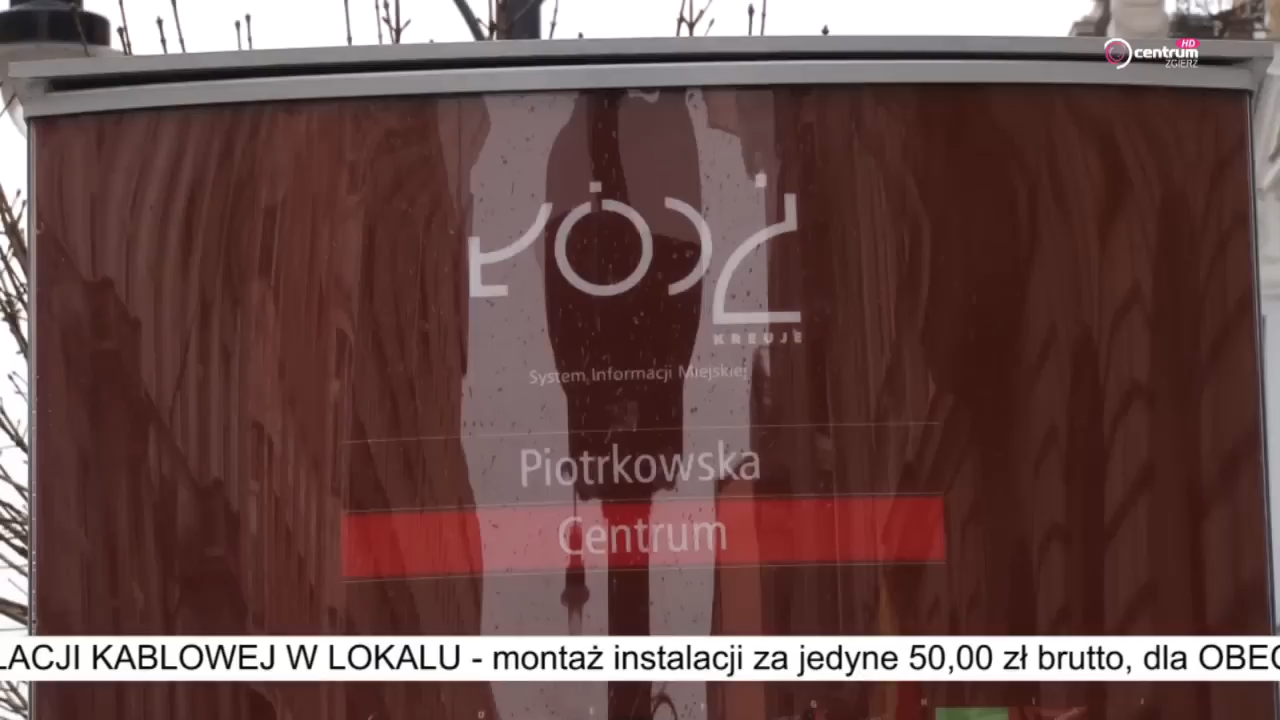 HD
centrum
ZGIERZ
ŁÓDŹ
KREUJE
System Informacji Miejskiej
Piotrkowska
Centrum
LACJI KABLOWEJ W LOKALU - montaż instalacji za jedyne 50,00 zł brutto, dla OBEC